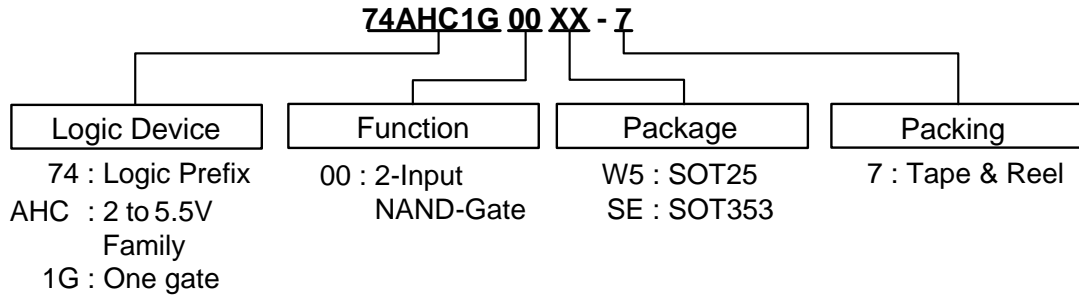 74AHC1G 00 XX - 7
Logic Device
74 : Logic Prefix
AHC : 2 to 5.5V
Family
1G : One gate
Function
00 : 2-Input
NAND-Gate
Package
W5 : SOT25
SE : SOT353
Packing
7 : Tape & Reel